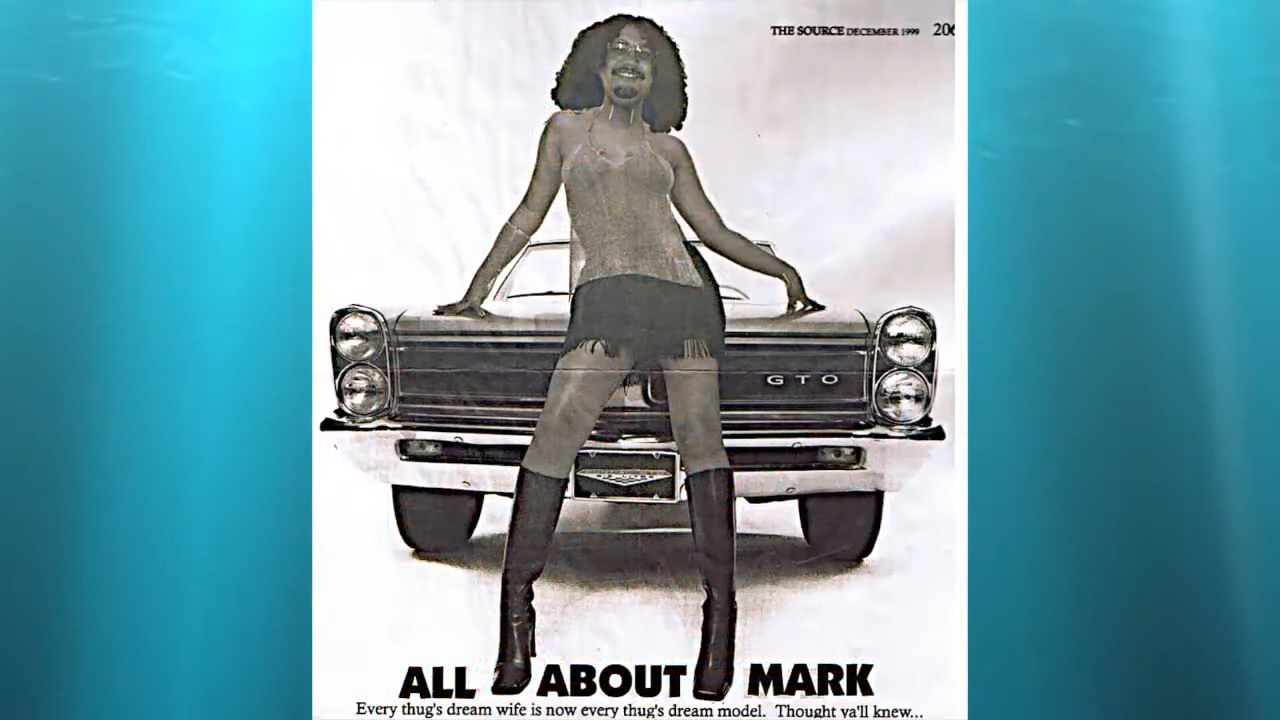 THE SOURCE DECEMBER 1999 206
GTO
ALL ABOUT MARK
Every thug's dream wife is now every thug's dream model. Thought ya'll knew...